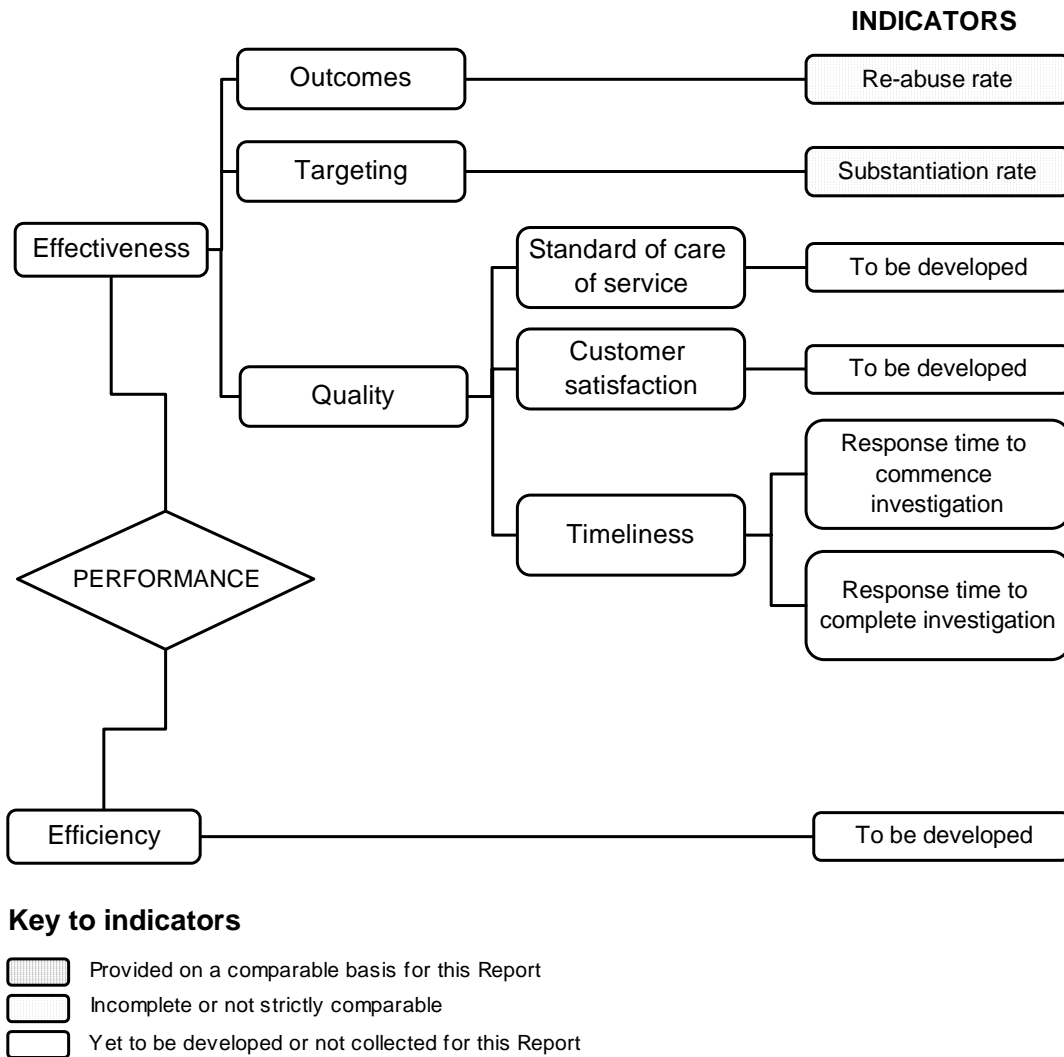 INDICATORS
Outcomes
Re-abuse rate
Targeting
Substantiation rate
Effectiveness
Standard of care
of service
To be developed
Customer
satisfaction
To be developed
Quality
Response time to
commence
investigation
Timeliness
PERFORMANCE
Response time to
complete investigation
Efficiency
To be developed
Key to indicators
Provided on a comparable basis for this Report
Incomplete or not strictly comparable
Yet to be developed or not collected for this Report